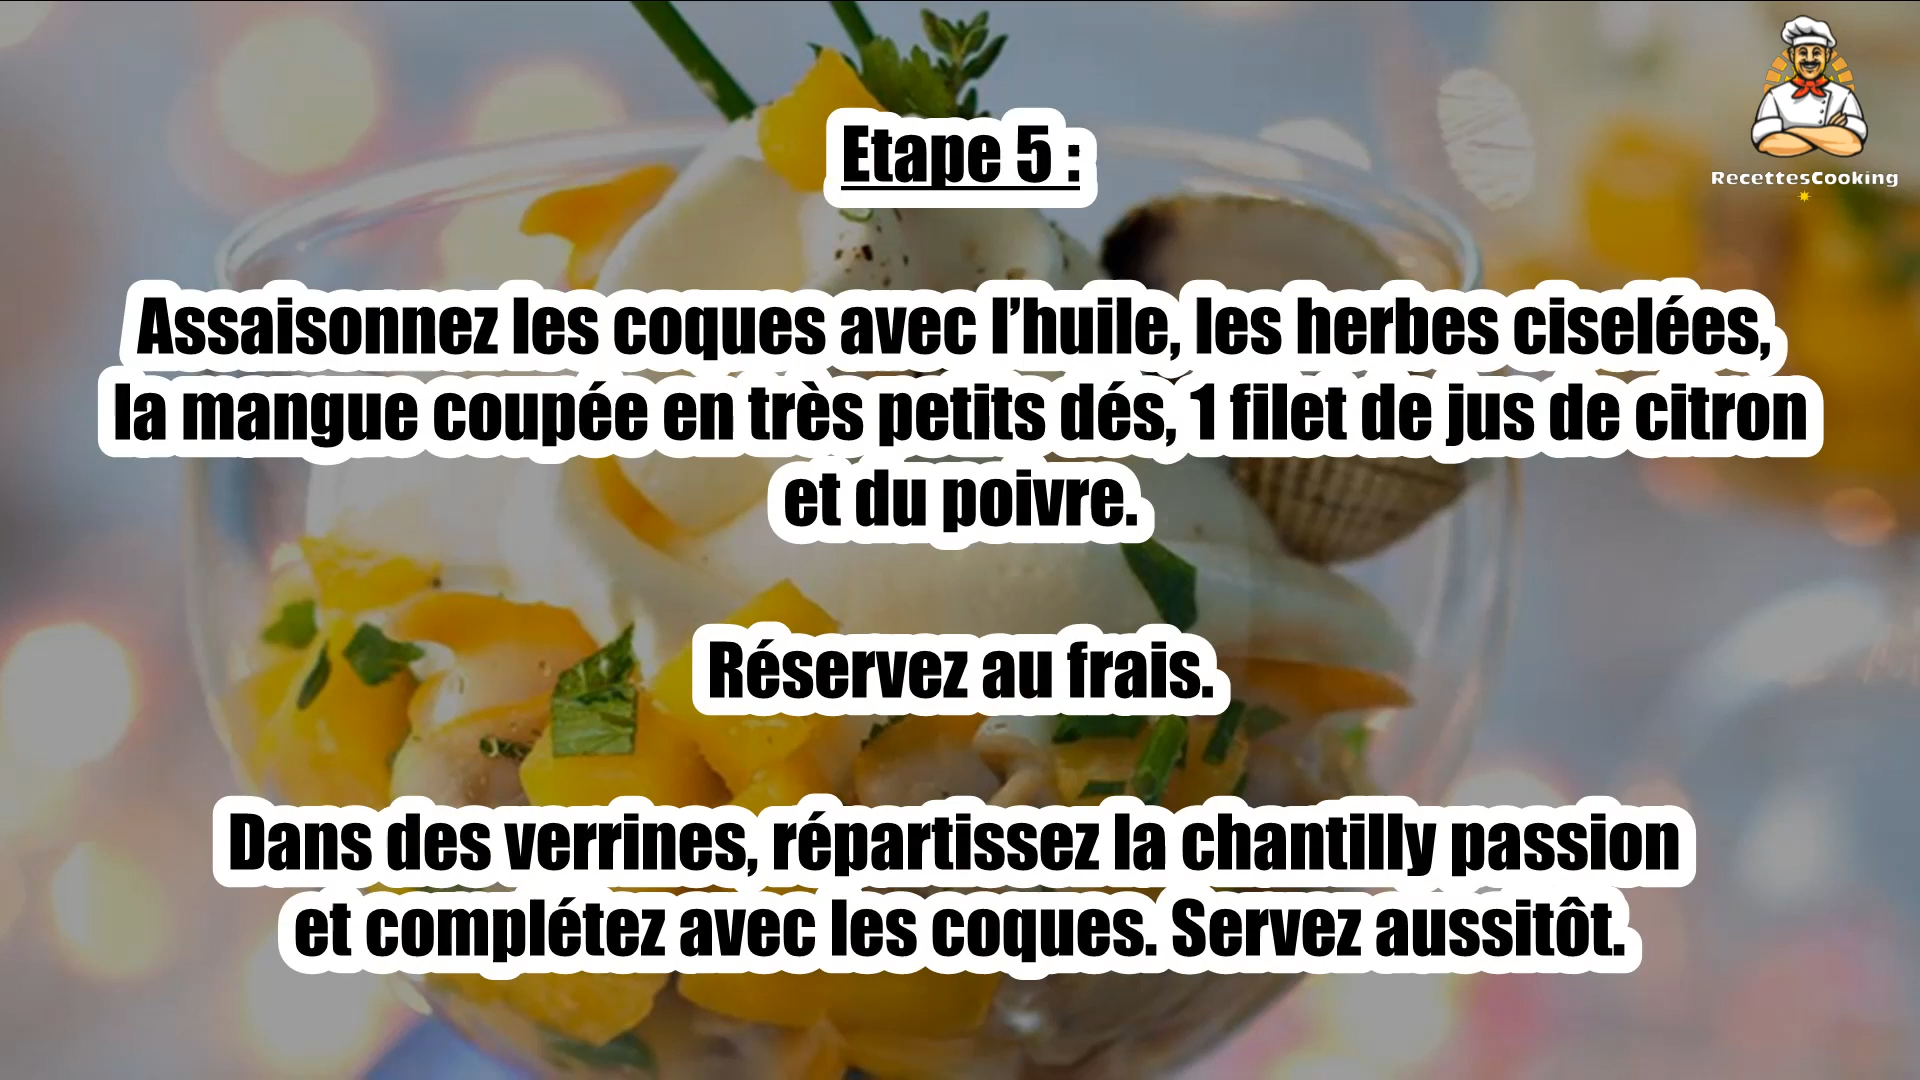 RecettesCooking
Etape 5 :
Assaisonnez les coques avec l’huile, les herbes ciselées,
la mangue coupée en très petits dés, 1 filet de jus de citron
et du poivre.
Réservez au frais.
Dans des verrines, répartissez la chantilly passion
et complétez avec les coques. Servez aussitôt.